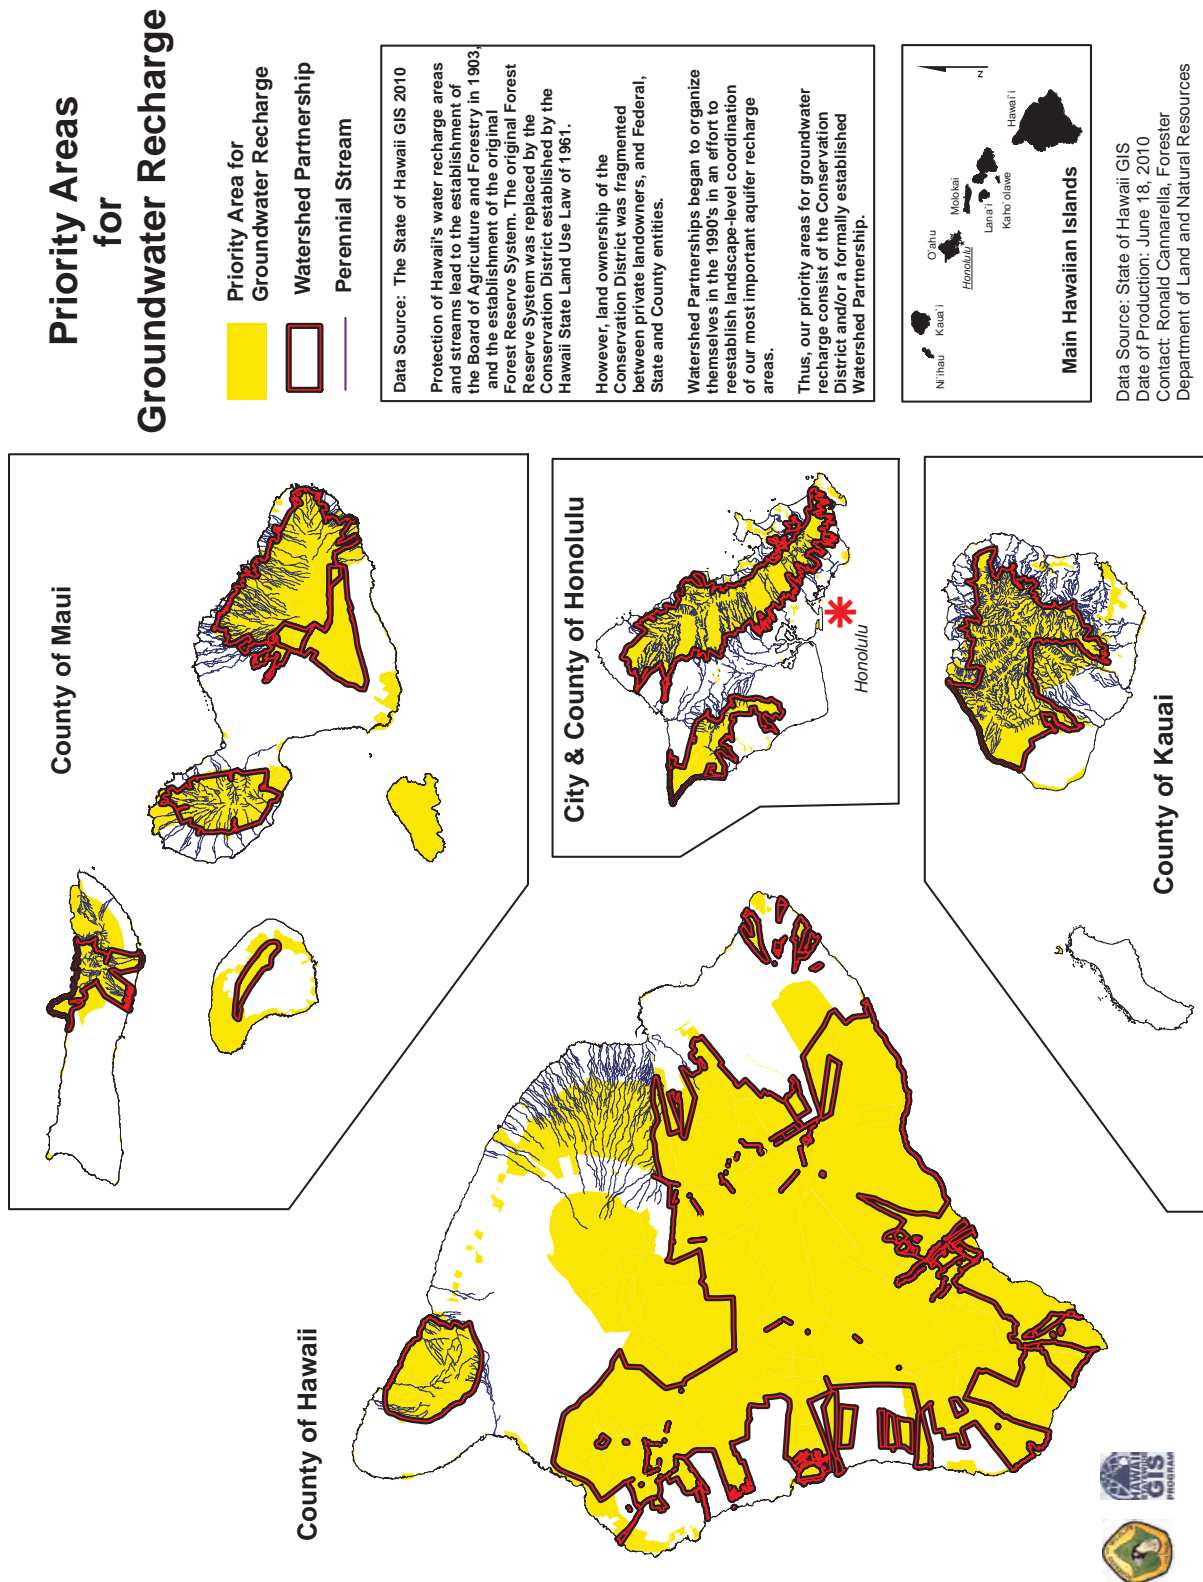 Priority Areas
for
Groundwater Recharge
Priority Area for
Groundwater Recharge
Watershed Partnership
Perennial Stream
Data Source: The State of Hawaii GIS 2010
Protection of Hawaii's water recharge areas
and streams lead to the establishment of
the Board of Agriculture and Forestry in 1903,
and the establishment of the original
Forest Reserve System. The original Forest
Reserve System was replaced by the
Conservation District established by the
Hawaii State Land Use Law of 1961.
However, land ownership of the
Conservation District was fragmented
between private landowners, and Federal,
State and County entities.
Watershed Partnerships began to organize
themselves in the 1990's in an effort to
reestablish landscape-level coordination
of our most important aquifer recharge
areas.
Thus, our priority areas for groundwater
recharge consist of the Conservation
District and/or a formally established
Watershed Partnership.
Ni`ihau
Kaua`i
O`ahu
Honolulu
Molokai
Lana`i
Kaho`olawe
Hawai`i
z
Main Hawaiian Islands
Data Source: State of Hawaii GIS
Date of Production: June 18, 2010
Contact: Ronald Cannarella, Forester
Department of Land and Natural Resources
County of Maui
City & County of Honolulu
Honolulu
County of Kauai
County of Hawaii
HAWAII
STATEWIDE
GIS
PROGRAM